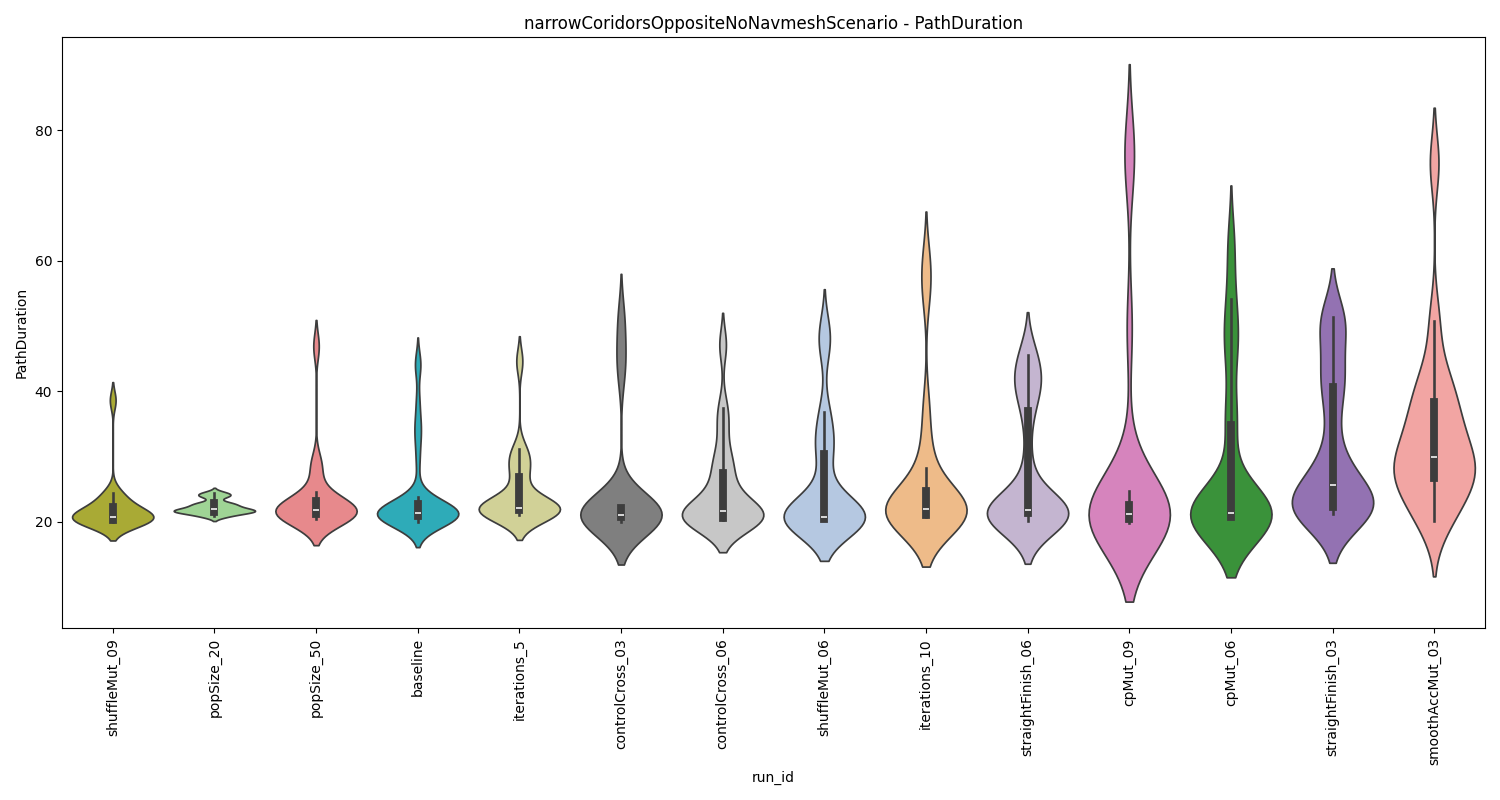 narrowCoridorsOppositeNoNavmeshScenario - PathDuration
PathDuration
80
60
40
20
shuffleMut_09
popSize_20
popSize_50
baseline
iterations_5
controlCross_03
controlCross_06
shuffleMut_06
iterations_10
straightFinish_06
cpMut_09
cpMut_06
straightFinish_03
smoothAccMut_03
run_id